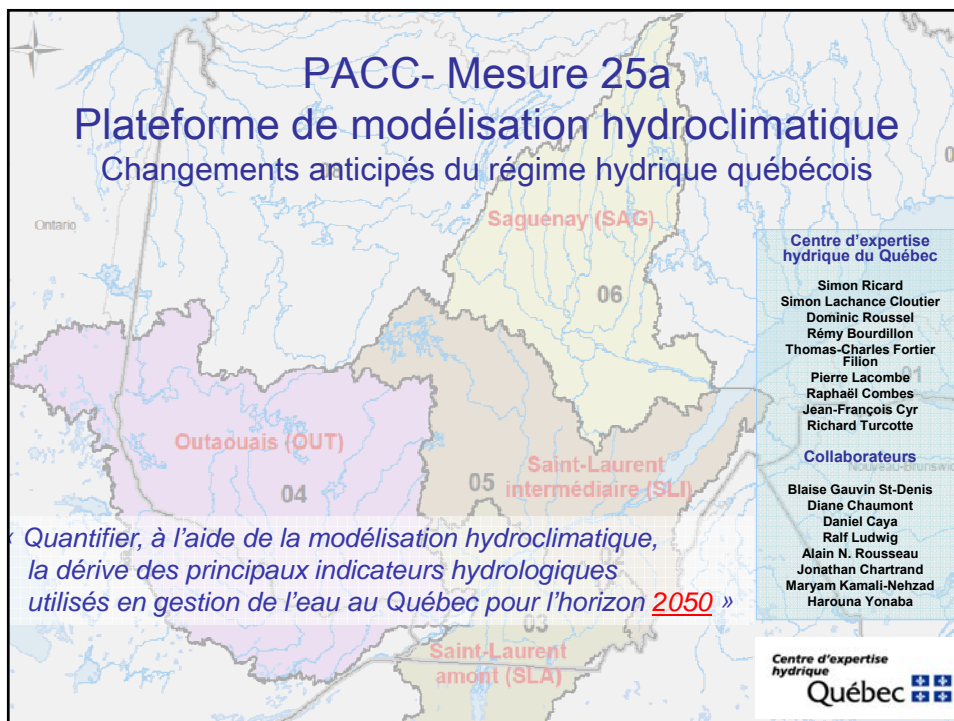 PACC- Mesure 25a
Plateforme de modélisation hydroclimatique
Changements anticipés du régime hydrique québécois
Ontario
Saguenay (SAG)
06
Centre d'expertise
hydrique du Québec
Simon Ricard
Simon Lachance Cloutier
Dominic Roussel
Rémy Bourdillon
Thomas-Charles Fortier
Filion
Pierre Lacombe
Raphaël Combes
Jean-François Cyr
Richard Turcotte
01
Outaouais (OUT)
04
05
Saint-Laurent
intermédiaire (SLI)
Collaborateurs
Nouveau-Brunswic
Blaise Gauvin St-Denis
Diane Chaumont
Daniel Caya
Ralf Ludwig
Alain N. Rousseau
Jonathan Chartrand
Maryam Kamali-Nehzad
Harouna Yonaba
« Quantifier, à l'aide de la modélisation hydroclimatique,
la dérive des principaux indicateurs hydrologiques
utilisés en gestion de l'eau au Québec pour l'horizon 2050 »
03
Saint-Laurent
amont (SLA)
Centre d'expertise
hydrique
Québec